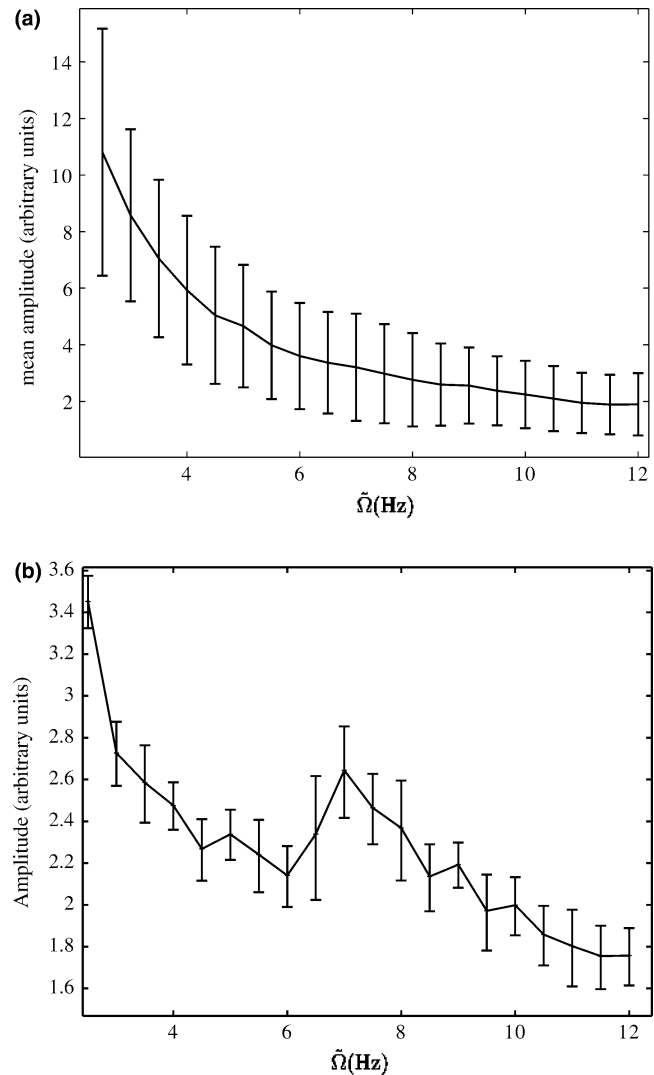 (a)
14
12
10
8
6
4
2
mean amplitude (arbitrary units)
4 6 8 10 12
Ω̃(Hz)
(b)
3.6
3.4
3.2
3
2.8
2.6
2.4
2.2
2
1.8
1.6
Amplitude (arbitrary units)
4 6 8 10 12
Ω̃(Hz)